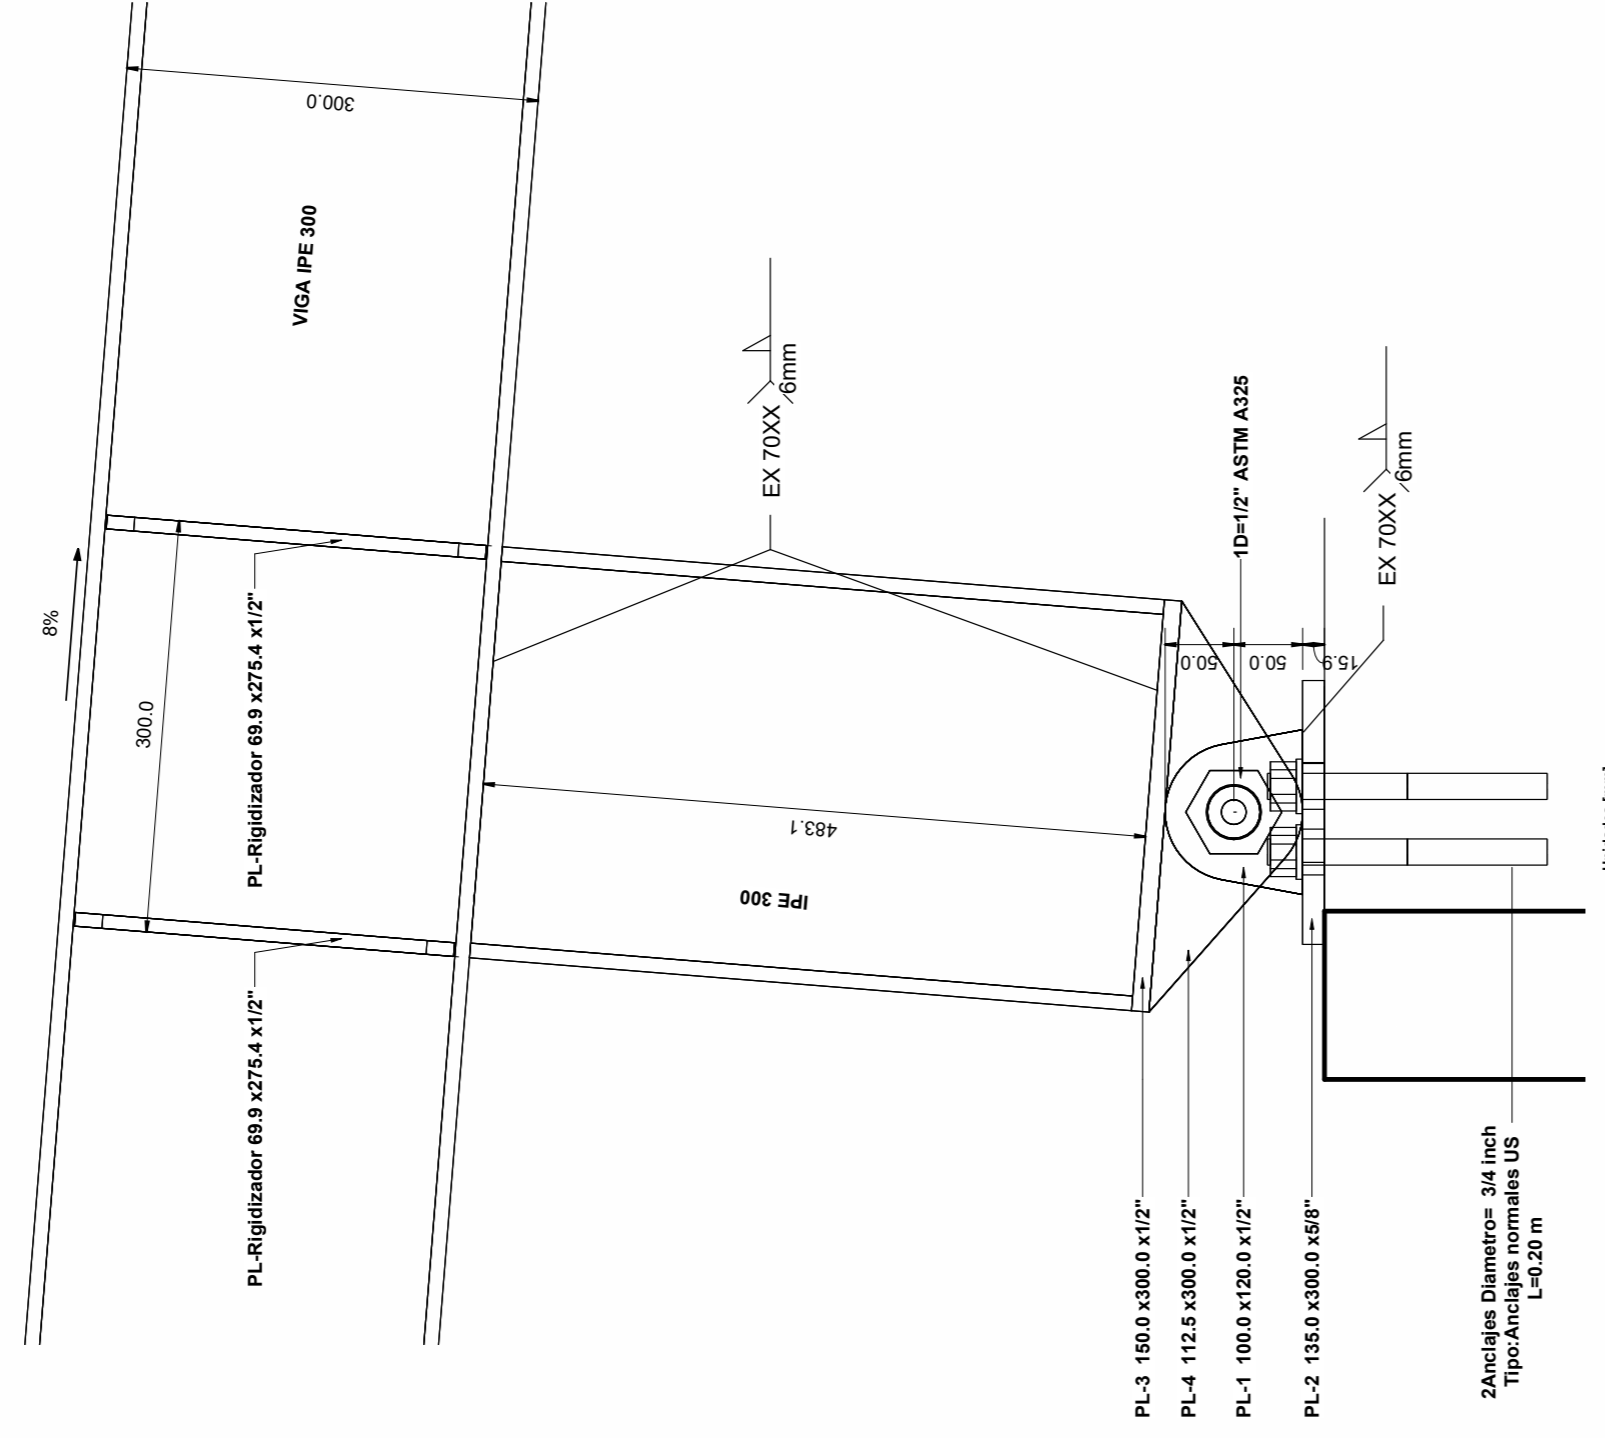 300.0
VIGA IPE 300
8%
300.0
PL-Rigidizador 69.9 x275.4 x1/2"
PL-Rigidizador 69.9 x275.4 x1/2"
EX 70XX
6mm
483.1
IPE 300
1D=1/2" ASTM A325
50.0
50.0
15.9
EX 70XX
6mm
PL-3 150.0 x300.0 x1/2"
PL-4 112.5 x300.0 x1/2"
PL-1 100.0 x120.0 x1/2"
PL-2 135.0 x300.0 x5/8"
2Anclajes Diametro= 3/4 inch
Tipo:Anclajes normales US
L=0.20 m